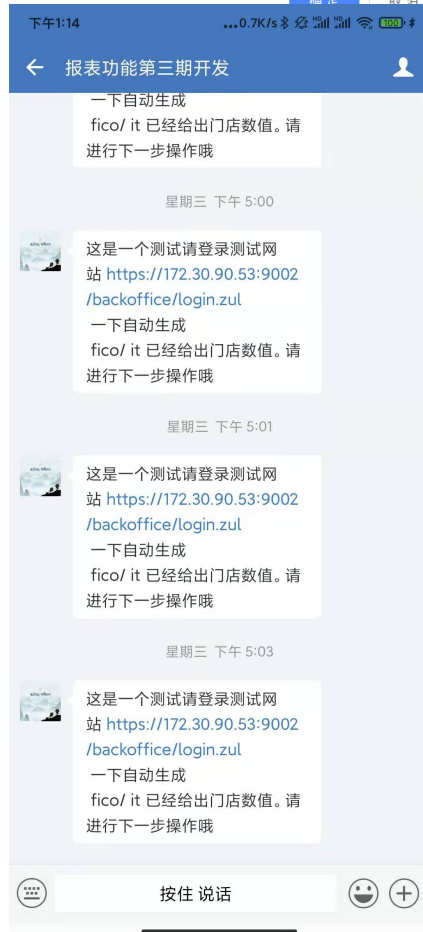 确 定 取 消
下午1:14 ...0.7K/s HD HD 100
报表功能第三期开发
一下自动生成
fico/ it 已经给出门店数值。请
进行下一步操作哦
星期三 下午 5:00
这是一个测试请登录测试网
站 https://172.30.90.53:9002
/backoffice/login.zul
一下自动生成
fico/ it 已经给出门店数值。请
进行下一步操作哦
星期三 下午 5:01
这是一个测试请登录测试网
站 https://172.30.90.53:9002
/backoffice/login.zul
一下自动生成
fico/ it 已经给出门店数值。请
进行下一步操作哦
星期三 下午 5:03
这是一个测试请登录测试网
站 https://172.30.90.53:9002
/backoffice/login.zul
一下自动生成
fico/ it 已经给出门店数值。请
进行下一步操作哦
按住 说话